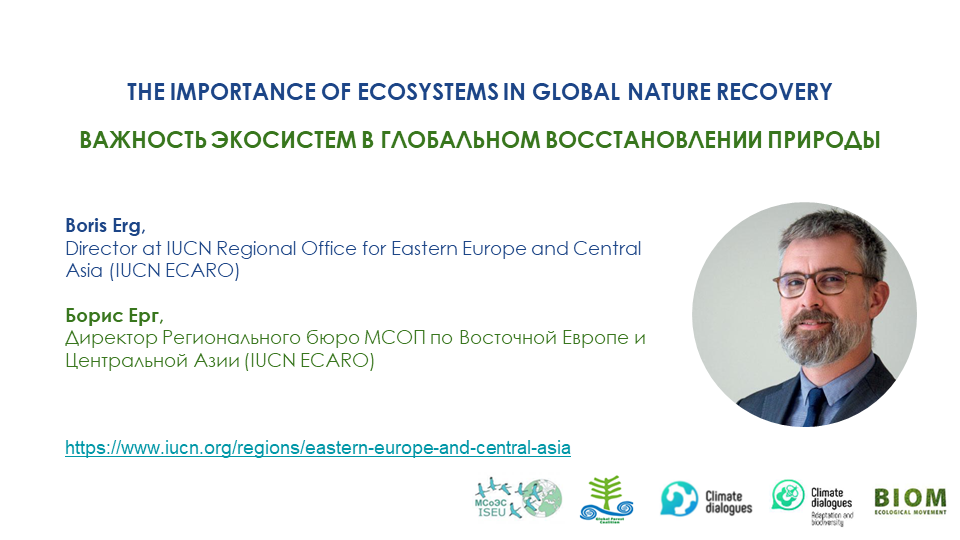 THE IMPORTANCE OF ECOSYSTEMS IN GLOBAL NATURE RECOVERY
ВАЖНОСТЬ ЭКОСИСТЕМ В ГЛОБАЛЬНОМ ВОССТАНОВЛЕНИИ ПРИРОДЫ
Boris Erg,
Director at IUCN Regional Office for Eastern Europe and Central
Asia (IUCN ECARO)
Борис Ерг,
Директор Регионального бюро МСОП по Восточной Европе и
Центральной Азии (IUCN ECARO)
https://www.iucn.org/regions/eastern-europe-and-central-asia
МСоЭС
ISEU
Global Forest
Coalition
Climate
dialogues
Climate
dialogues
Adaptation and
biodiversity
BIOM
ECOLOGICAL MOVEMENT